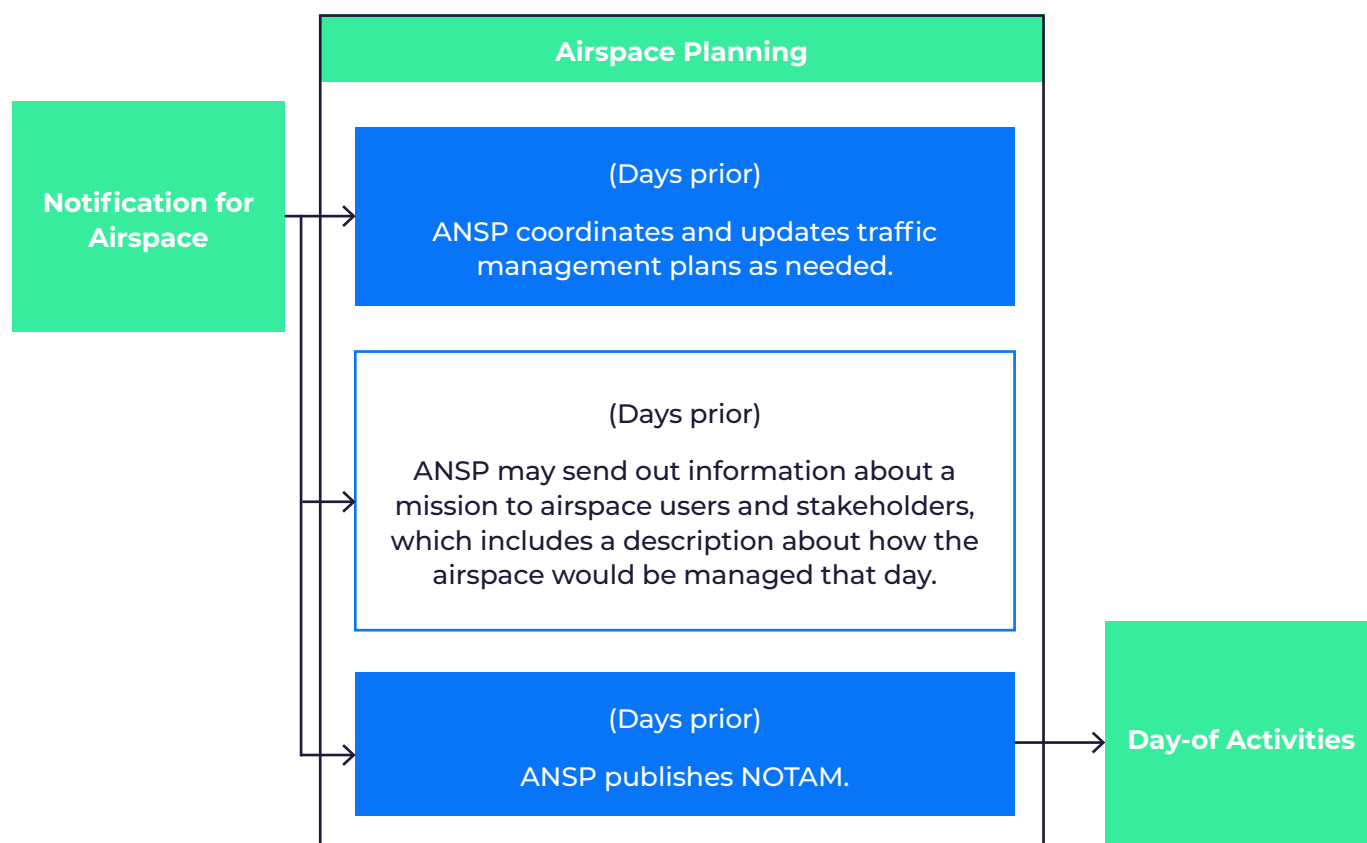 Airspace Planning
Notification for
Airspace
(Days prior)
ANSP coordinates and updates traffic
management plans as needed.
(Days prior)
ANSP may send out information about a
mission to airspace users and stakeholders,
which includes a description about how the
airspace would be managed that day.
(Days prior)
ANSP publishes NOTAM.
Day-of Activities